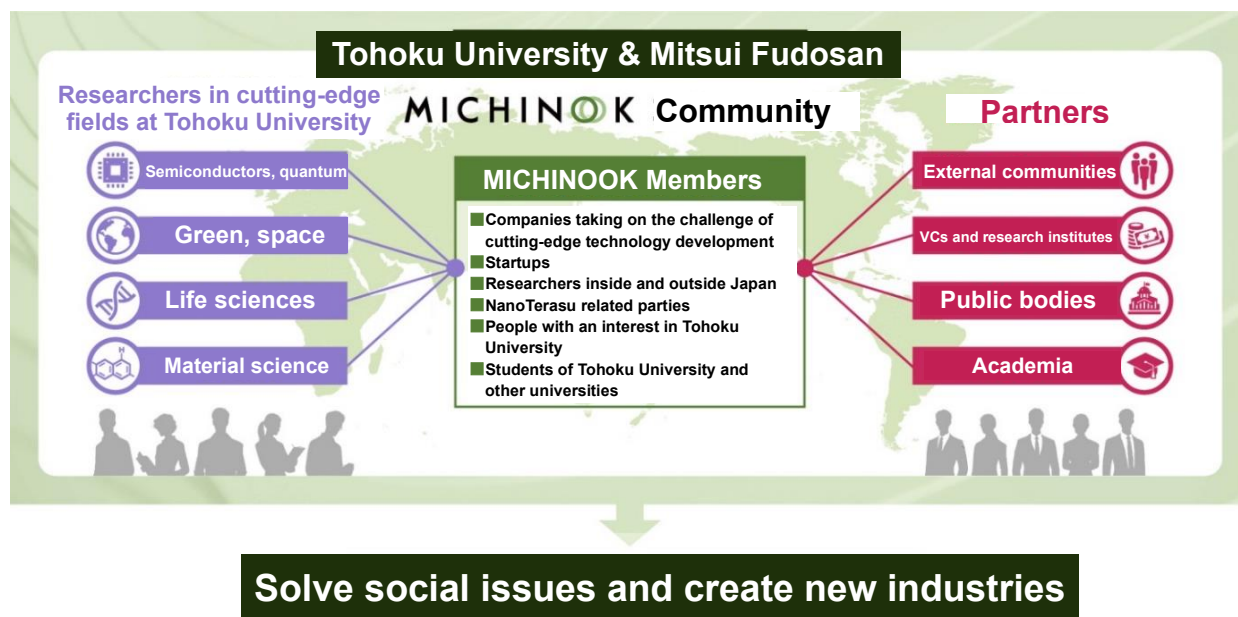 Tohoku University & Mitsui Fudosan
MICHINOOK Community
Researchers in cutting-edge
fields at Tohoku University
Semiconductors, quantum
Green, space
Life sciences
Material science
MICHINOOK Members
Companies taking on the challenge of
cutting-edge technology development
Startups
Researchers inside and outside Japan
NanoTerasu related parties
People with an interest in Tohoku
University
Students of Tohoku University and
other universities
Partners
External communities
VCs and research institutes
Public bodies
Academia
Solve social issues and create new industries